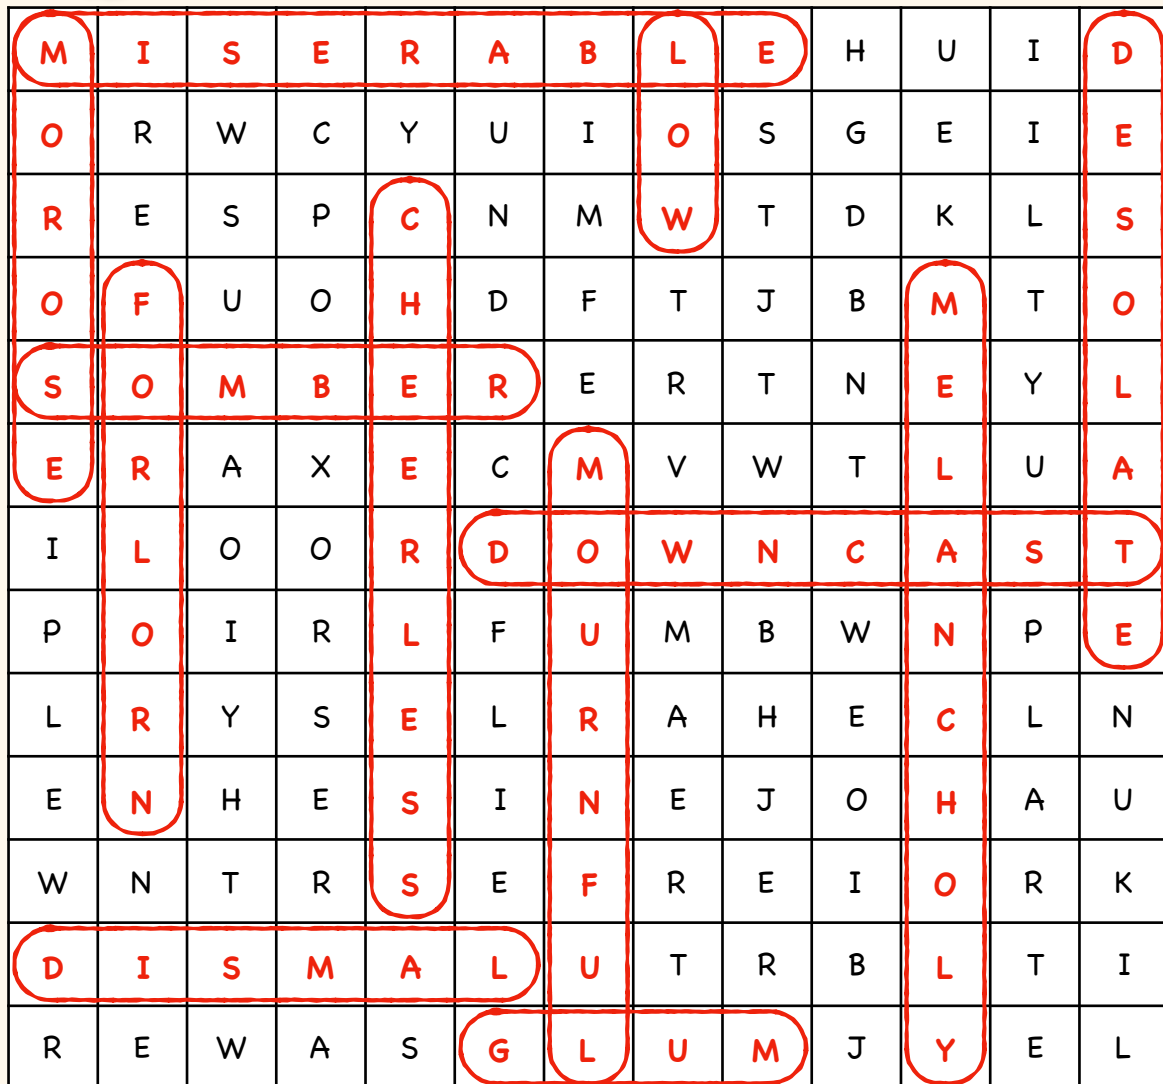 M I S E R A B L E H U I D
O R W C Y U I O S G E I E
R E S P C N M W T D K L S
O F U O H D F T J B M T O
S O M B E R E R T N E Y L
E R A X E C M V W T L U A
I L O O R D O W N C A S T
P O I R L F U M B W N P E
L R Y S E L R A H E C L N
E N H E S I N E J O H A U
W N T R S E F R E I O R K
D I S M A L U T R B L T I
R E W A S G L U M J Y E L